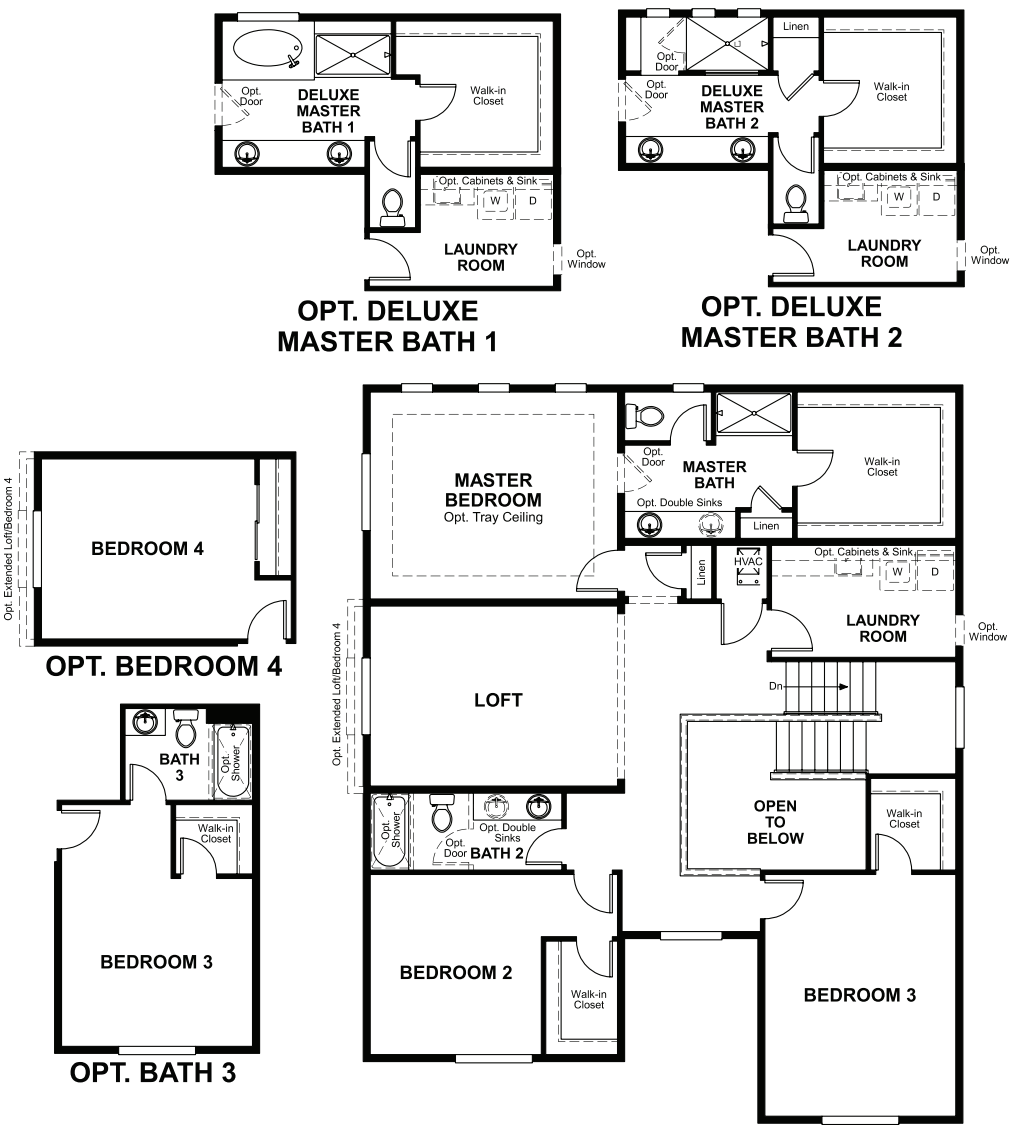 Opt.
Door
DELUXE
MASTER
BATH 1
Walk-in
Closet
Opt. Cabinets & Sink
W
D
LAUNDRY
ROOM
Opt.
Window
OPT. DELUXE
MASTER BATH 1
Opt.
Door
Linen
Opt.
Door
DELUXE
MASTER
BATH 2
Walk-in
Closet
Opt. Cabinets & Sink
W
D
LAUNDRY
ROOM
Opt.
Window
OPT. DELUXE
MASTER BATH 2
Opt. Extended Loft/Bedroom 4
BEDROOM 4
OPT. BEDROOM 4
BATH
3
Opt.
Shower
Walk-in
Closet
BEDROOM 3
OPT. BATH 3
MASTER
BEDROOM
Opt. Tray Ceiling
Opt.
Door
MASTER
BATH
Opt. Double Sinks
Linen
Walk-in
Closet
Linen
HVAC
Opt. Cabinets & Sink
W
D
LAUNDRY
ROOM
Opt.
Window
Opt. Extended Loft/Bedroom 4
LOFT
Dn
OPEN
TO
BELOW
Walk-in
Closet
Opt.
Shower
Opt. Double
Sinks
Opt.
Door
BATH 2
BEDROOM 2
Walk-in
Closet
BEDROOM 3